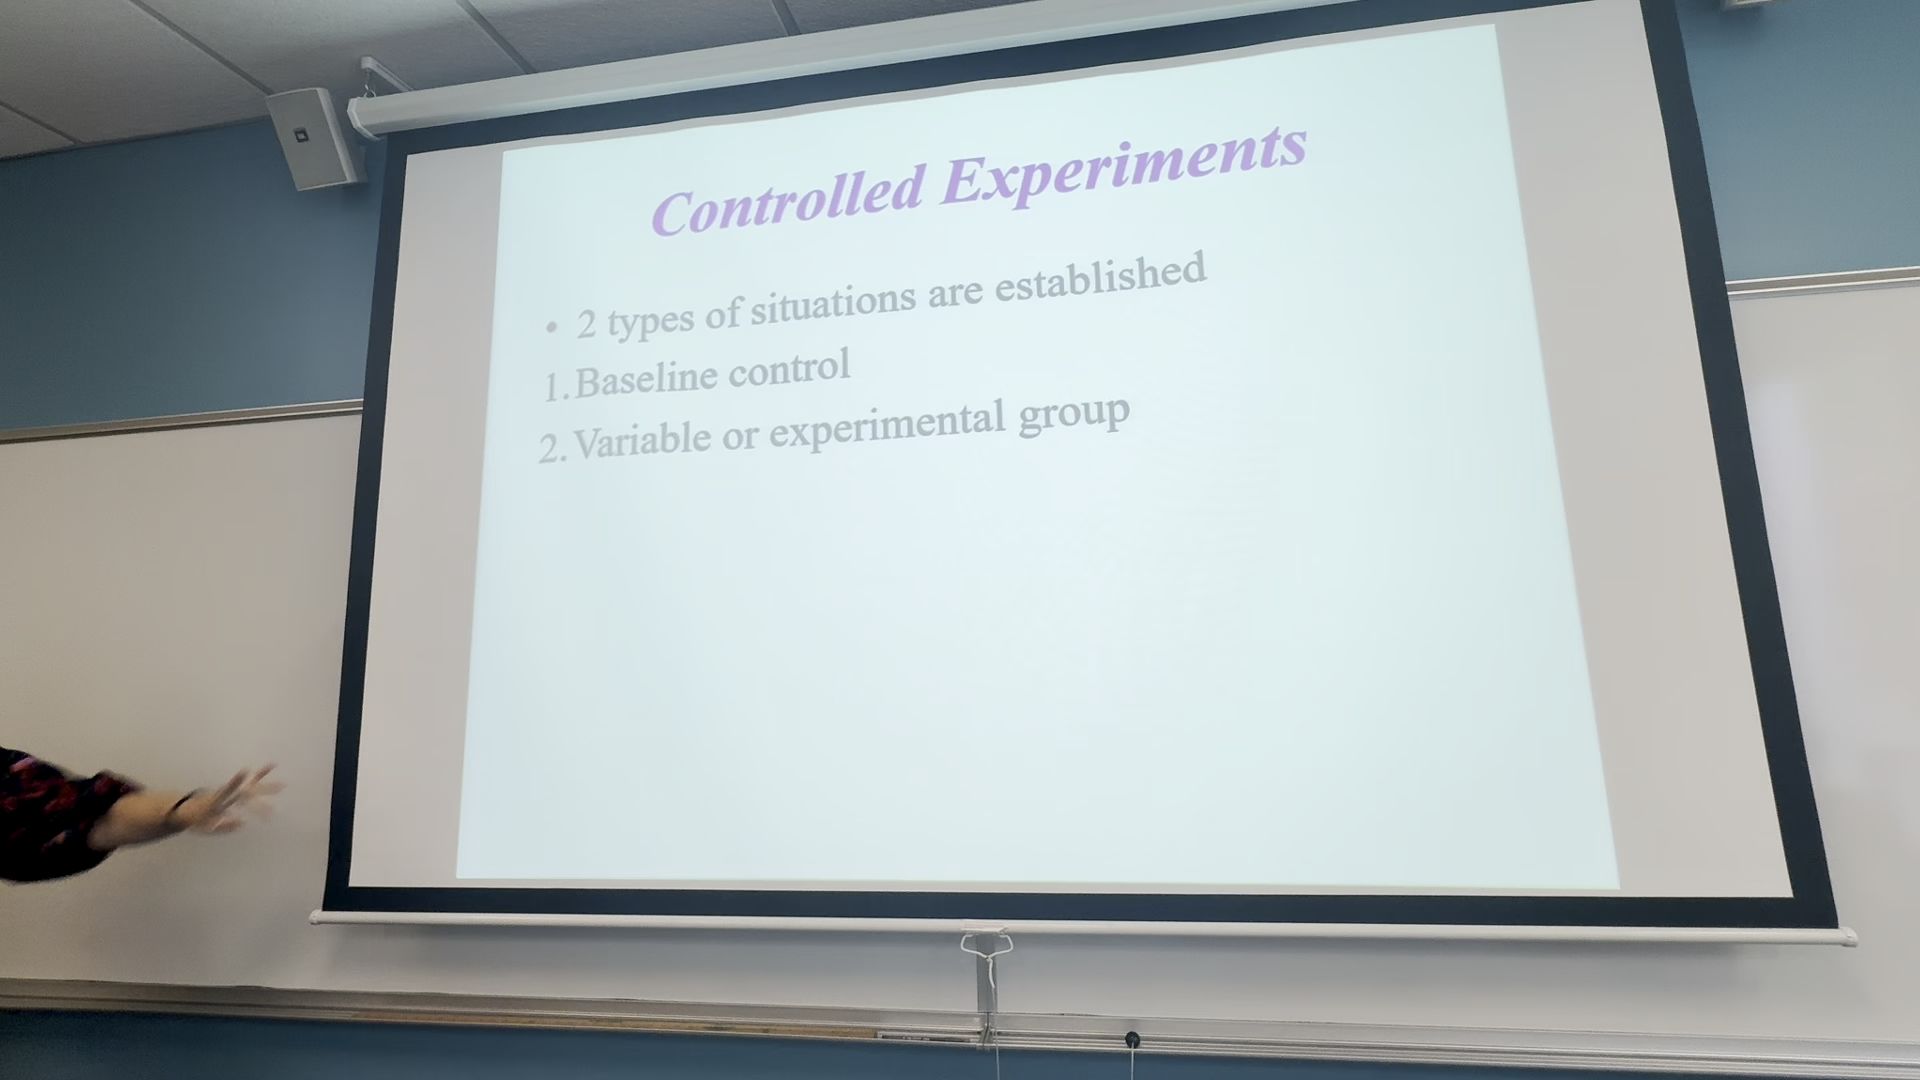 Controlled Experiments
• 2 types of situations are established
1. Baseline control
2. Variable or experimental group